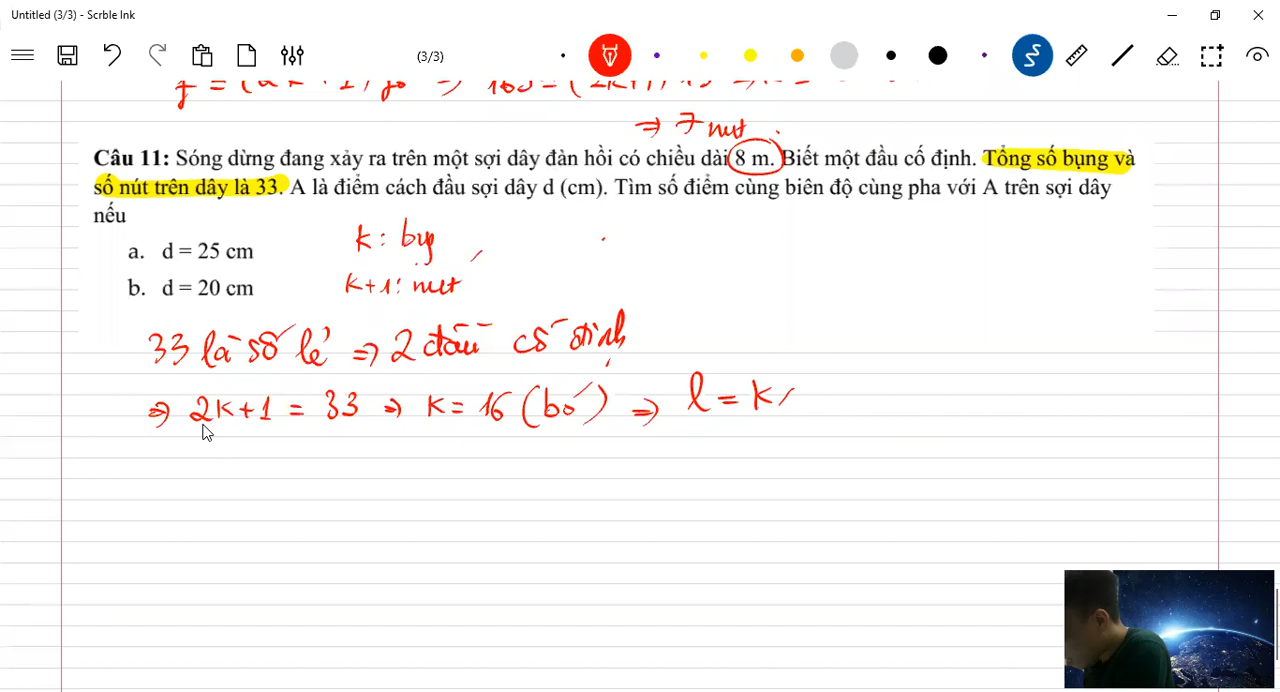 Untitled (3/3) - Scrble Ink
(3/3)
⇒ 7 nut
Câu 11: Sóng dừng đang xảy ra trên một sợi dây đàn hồi có chiều dài 8 m. Biết một đầu cố định. Tổng số bụng và
số nút trên dây là 33. A là điểm cách đầu sợi dây d (cm). Tìm số điểm cùng biên độ cùng pha với A trên sợi dây
nếu
a. d = 25 cm
b. d = 20 cm
k : bụg
k+1 : nut
33 là số lẻ ⇒ 2 đầu cố định
⇒ 2k+1 = 33 ⇒ k = 16 (bó) ⇒ l = k